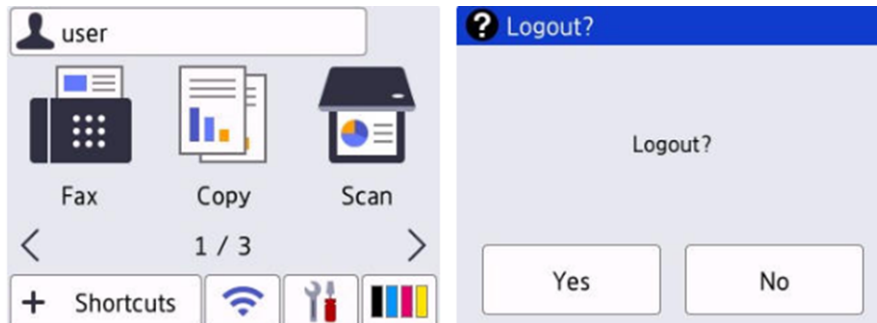 user
Fax Copy Scan
1 / 3
+ Shortcuts
? Logout?
Logout?
Yes No